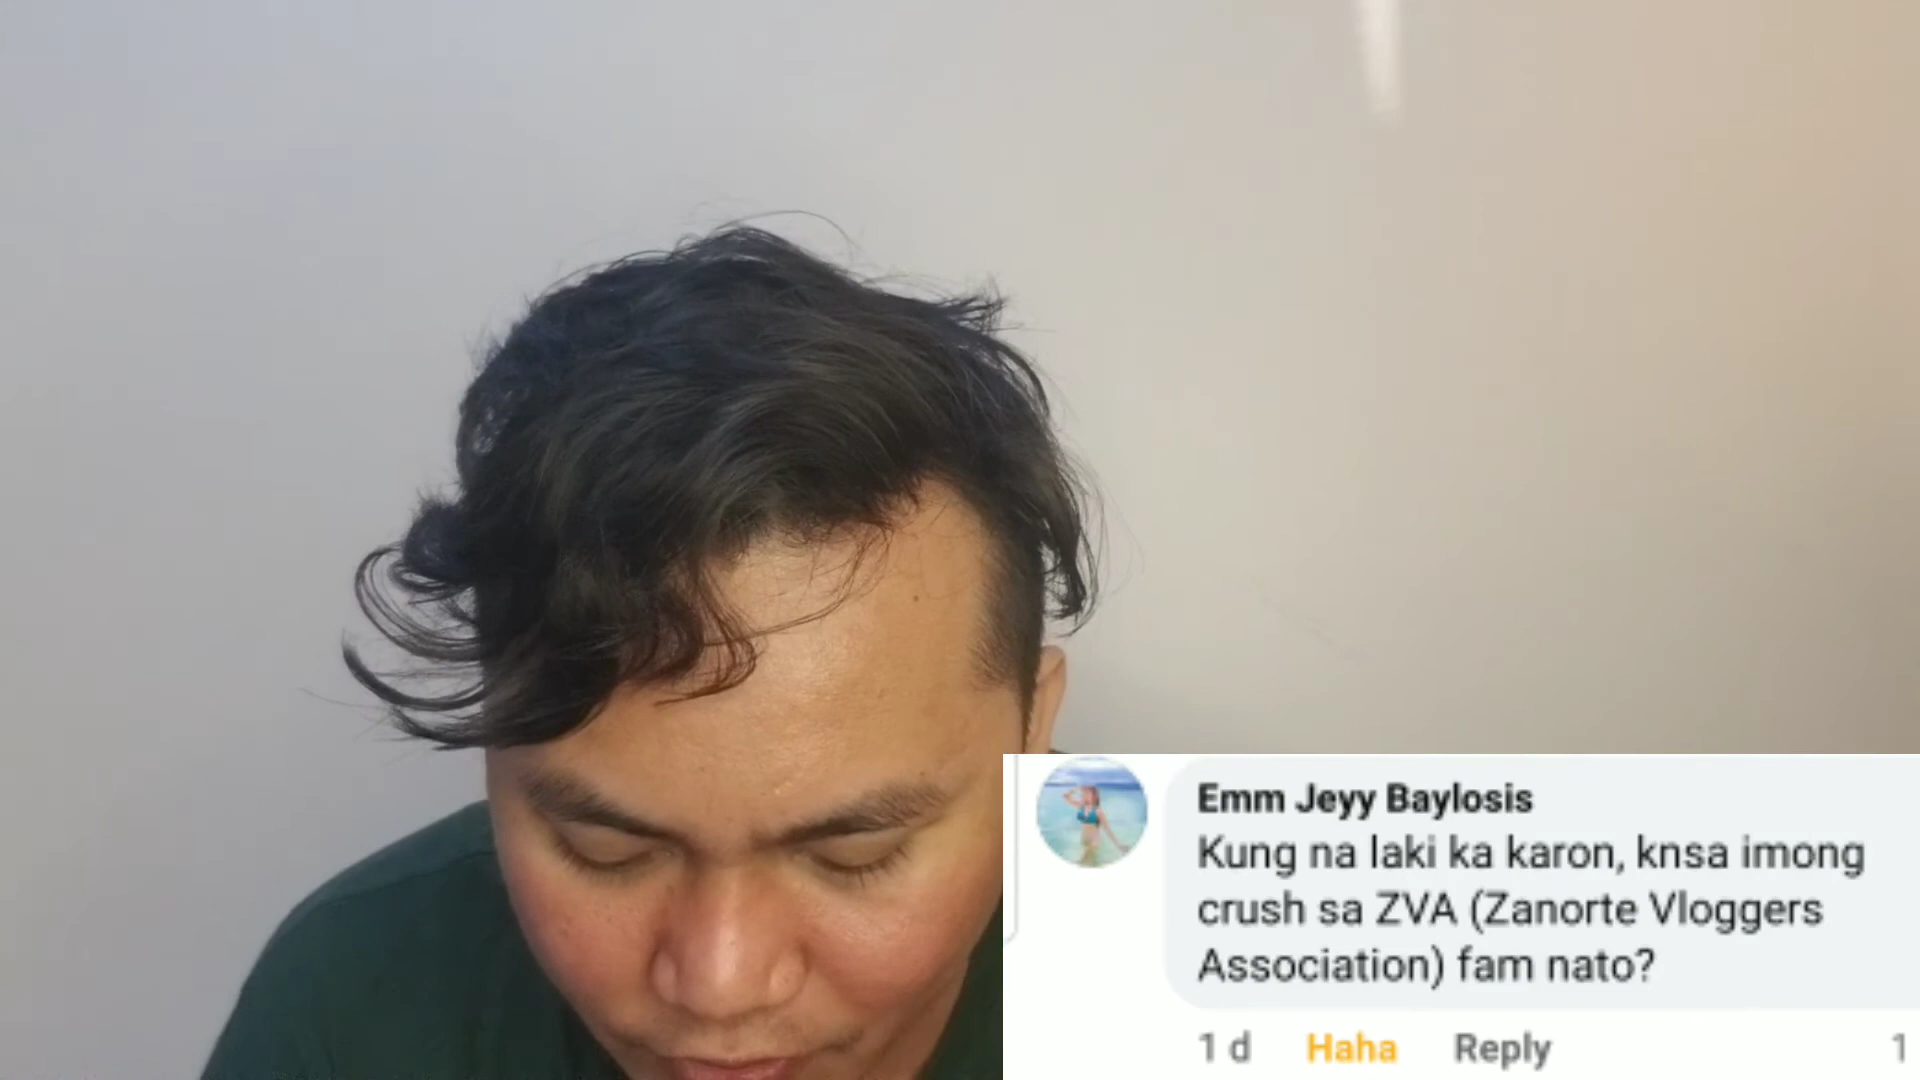 Emm Jeyy Baylosis
Kung na laki ka karon, knsa imong
crush sa ZVA (Zanorte Vloggers
Association) fam nato?
1 d Haha Reply 1